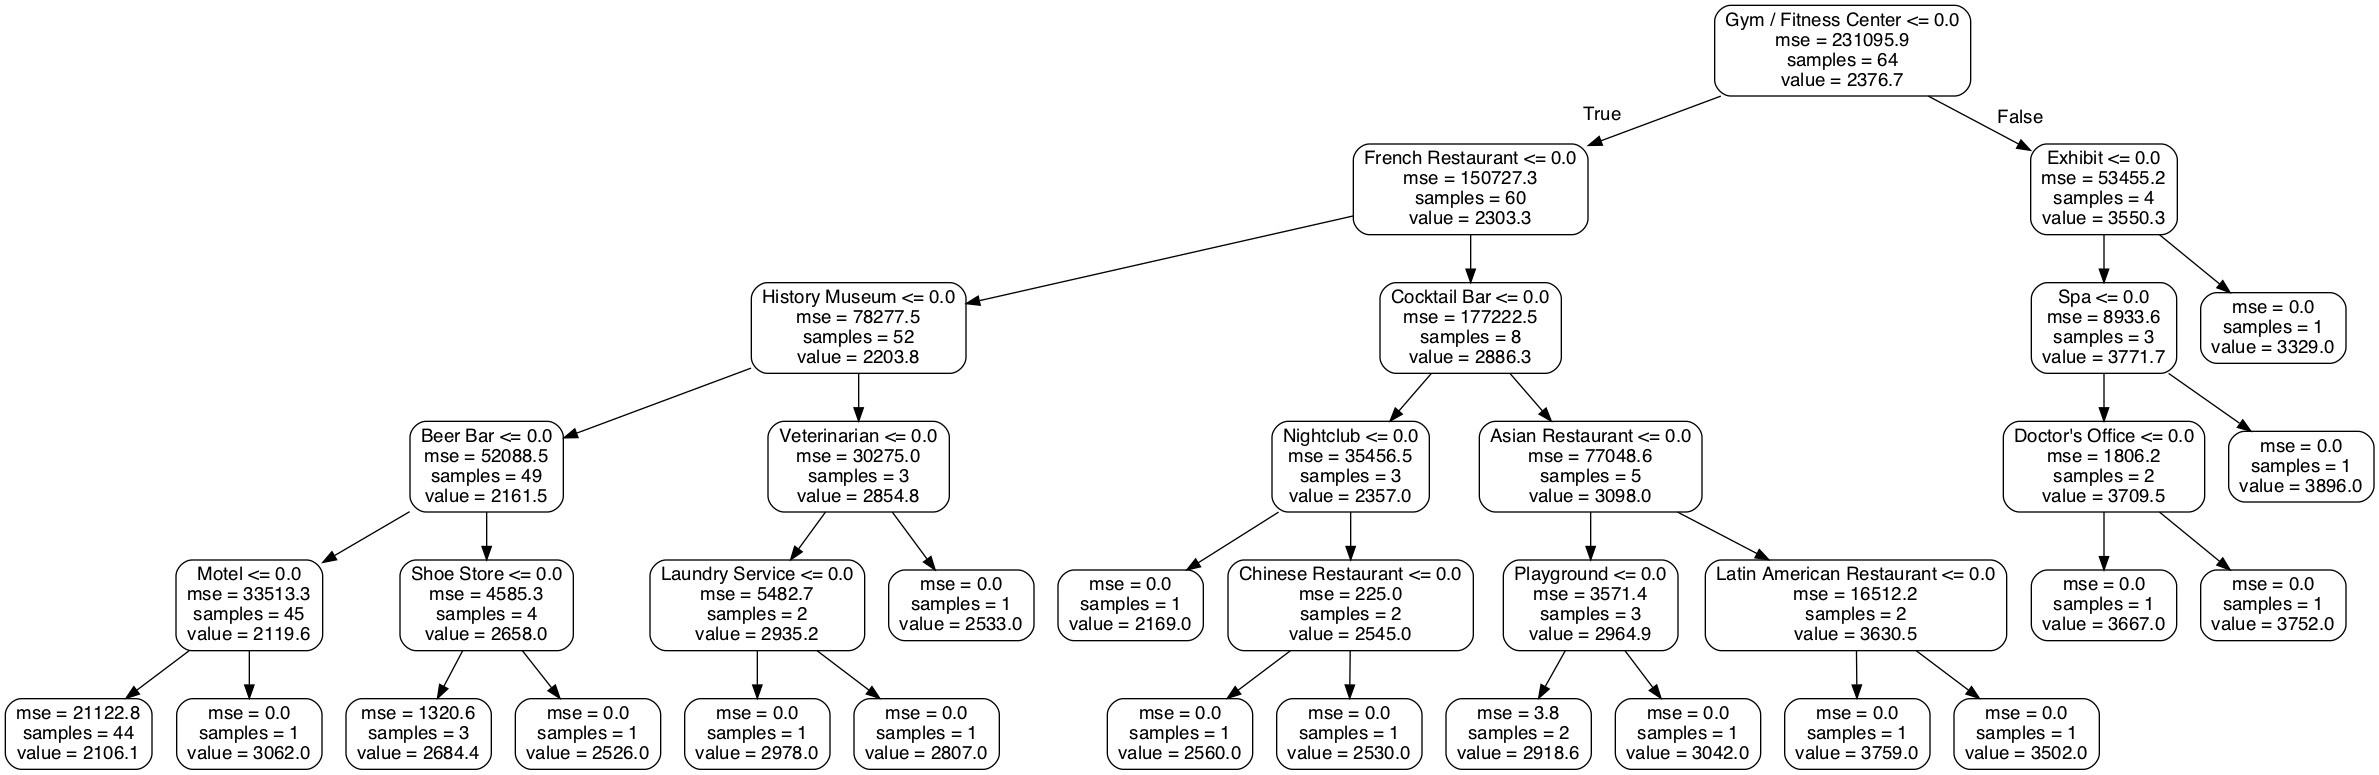 Gym / Fitness Center <= 0.0
mse = 231095.9
samples = 64
value = 2376.7
True
False
French Restaurant <= 0.0
mse = 150727.3
samples = 60
value = 2303.3
Exhibit <= 0.0
mse = 53455.2
samples = 4
value = 3550.3
History Museum <= 0.0
mse = 78277.5
samples = 52
value = 2203.8
Cocktail Bar <= 0.0
mse = 177222.5
samples = 8
value = 2886.3
Spa <= 0.0
mse = 8933.6
samples = 3
value = 3771.7
mse = 0.0
samples = 1
value = 3329.0
Beer Bar <= 0.0
mse = 52088.5
samples = 49
value = 2161.5
Veterinarian <= 0.0
mse = 30275.0
samples = 3
value = 2854.8
Nightclub <= 0.0
mse = 35456.5
samples = 3
value = 2357.0
Asian Restaurant <= 0.0
mse = 77048.6
samples = 5
value = 3098.0
Doctor's Office <= 0.0
mse = 1806.2
samples = 2
value = 3709.5
mse = 0.0
samples = 1
value = 3896.0
Motel <= 0.0
mse = 33513.3
samples = 45
value = 2119.6
Shoe Store <= 0.0
mse = 4585.3
samples = 4
value = 2658.0
Laundry Service <= 0.0
mse = 5482.7
samples = 2
value = 2935.2
mse = 0.0
samples = 1
value = 2533.0
mse = 0.0
samples = 1
value = 2169.0
Chinese Restaurant <= 0.0
mse = 225.0
samples = 2
value = 2545.0
Playground <= 0.0
mse = 3571.4
samples = 3
value = 2964.9
Latin American Restaurant <= 0.0
mse = 16512.2
samples = 2
value = 3630.5
mse = 0.0
samples = 1
value = 3667.0
mse = 0.0
samples = 1
value = 3752.0
mse = 21122.8
samples = 44
value = 2106.1
mse = 0.0
samples = 1
value = 3062.0
mse = 1320.6
samples = 3
value = 2684.4
mse = 0.0
samples = 1
value = 2526.0
mse = 0.0
samples = 1
value = 2978.0
mse = 0.0
samples = 1
value = 2807.0
mse = 0.0
samples = 1
value = 2560.0
mse = 0.0
samples = 1
value = 2530.0
mse = 3.8
samples = 2
value = 2918.6
mse = 0.0
samples = 1
value = 3042.0
mse = 0.0
samples = 1
value = 3759.0
mse = 0.0
samples = 1
value = 3502.0